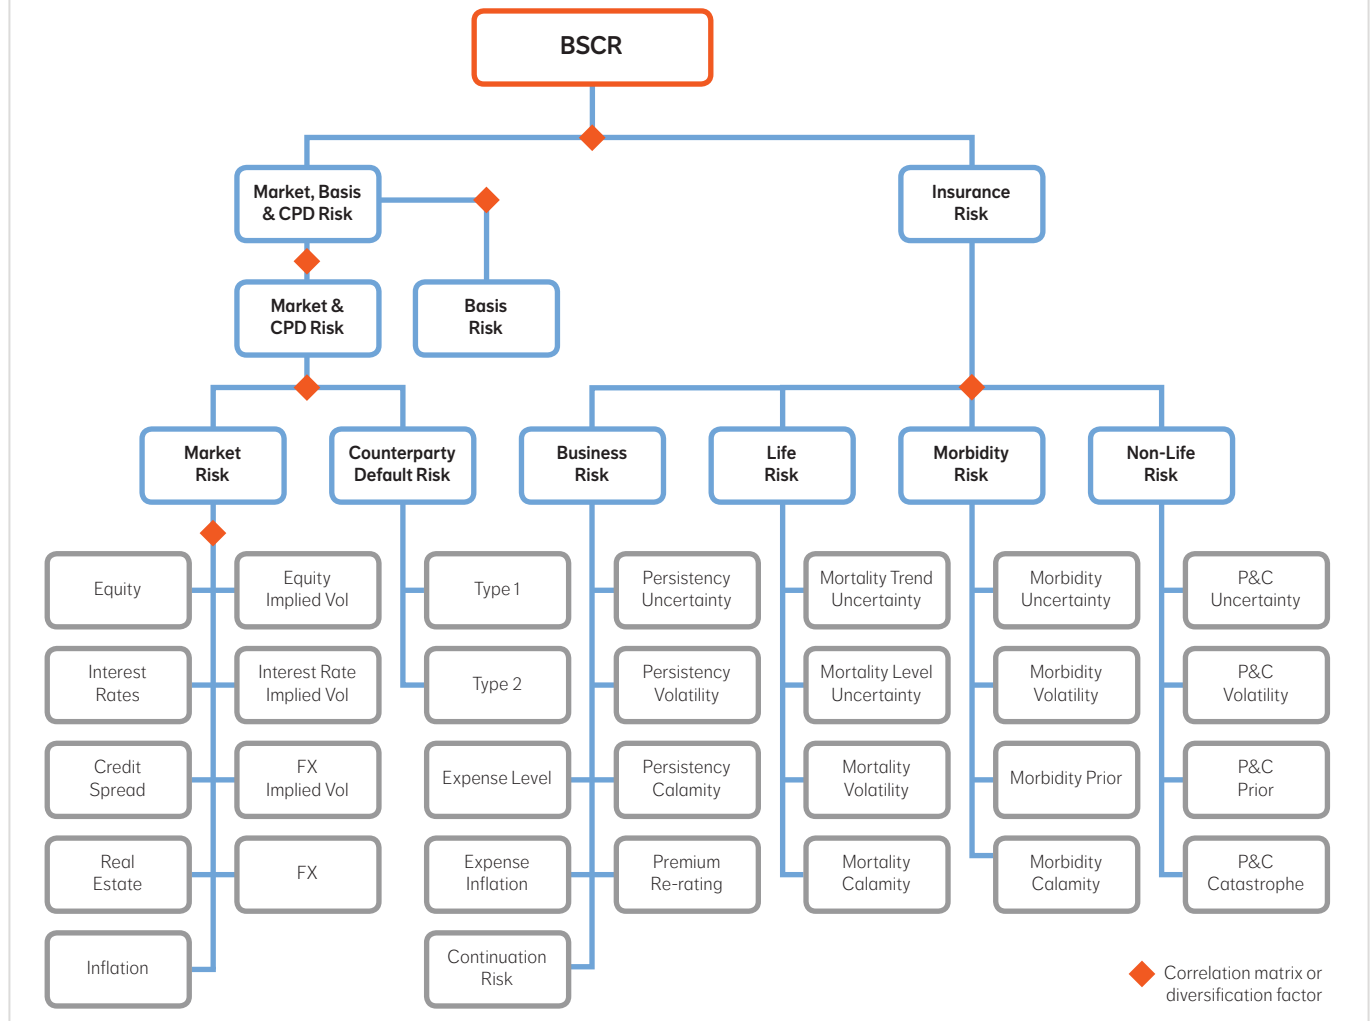 BSCR
Market, Basis
& CPD Risk
Insurance
Risk
Market &
CPD Risk
Basis
Risk
Market
Risk
Counterparty
Default Risk
Business
Risk
Life
Risk
Morbidity
Risk
Non-Life
Risk
Equity
Equity
Implied Vol
Type 1
Persistency
Uncertainty
Mortality Trend
Uncertainty
Morbidity
Uncertainty
P&C
Uncertainty
Interest
Rates
Interest Rate
Implied Vol
Type 2
Persistency
Volatility
Mortality Level
Uncertainty
Morbidity
Volatility
P&C
Volatility
Credit
Spread
FX
Implied Vol
Expense Level
Persistency
Calamity
Mortality
Volatility
Morbidity Prior
P&C
Prior
Real
Estate
FX
Expense
Inflation
Premium
Re-rating
Mortality
Calamity
Morbidity
Calamity
P&C
Catastrophe
Inflation
Continuation
Risk
Correlation matrix or
diversification factor